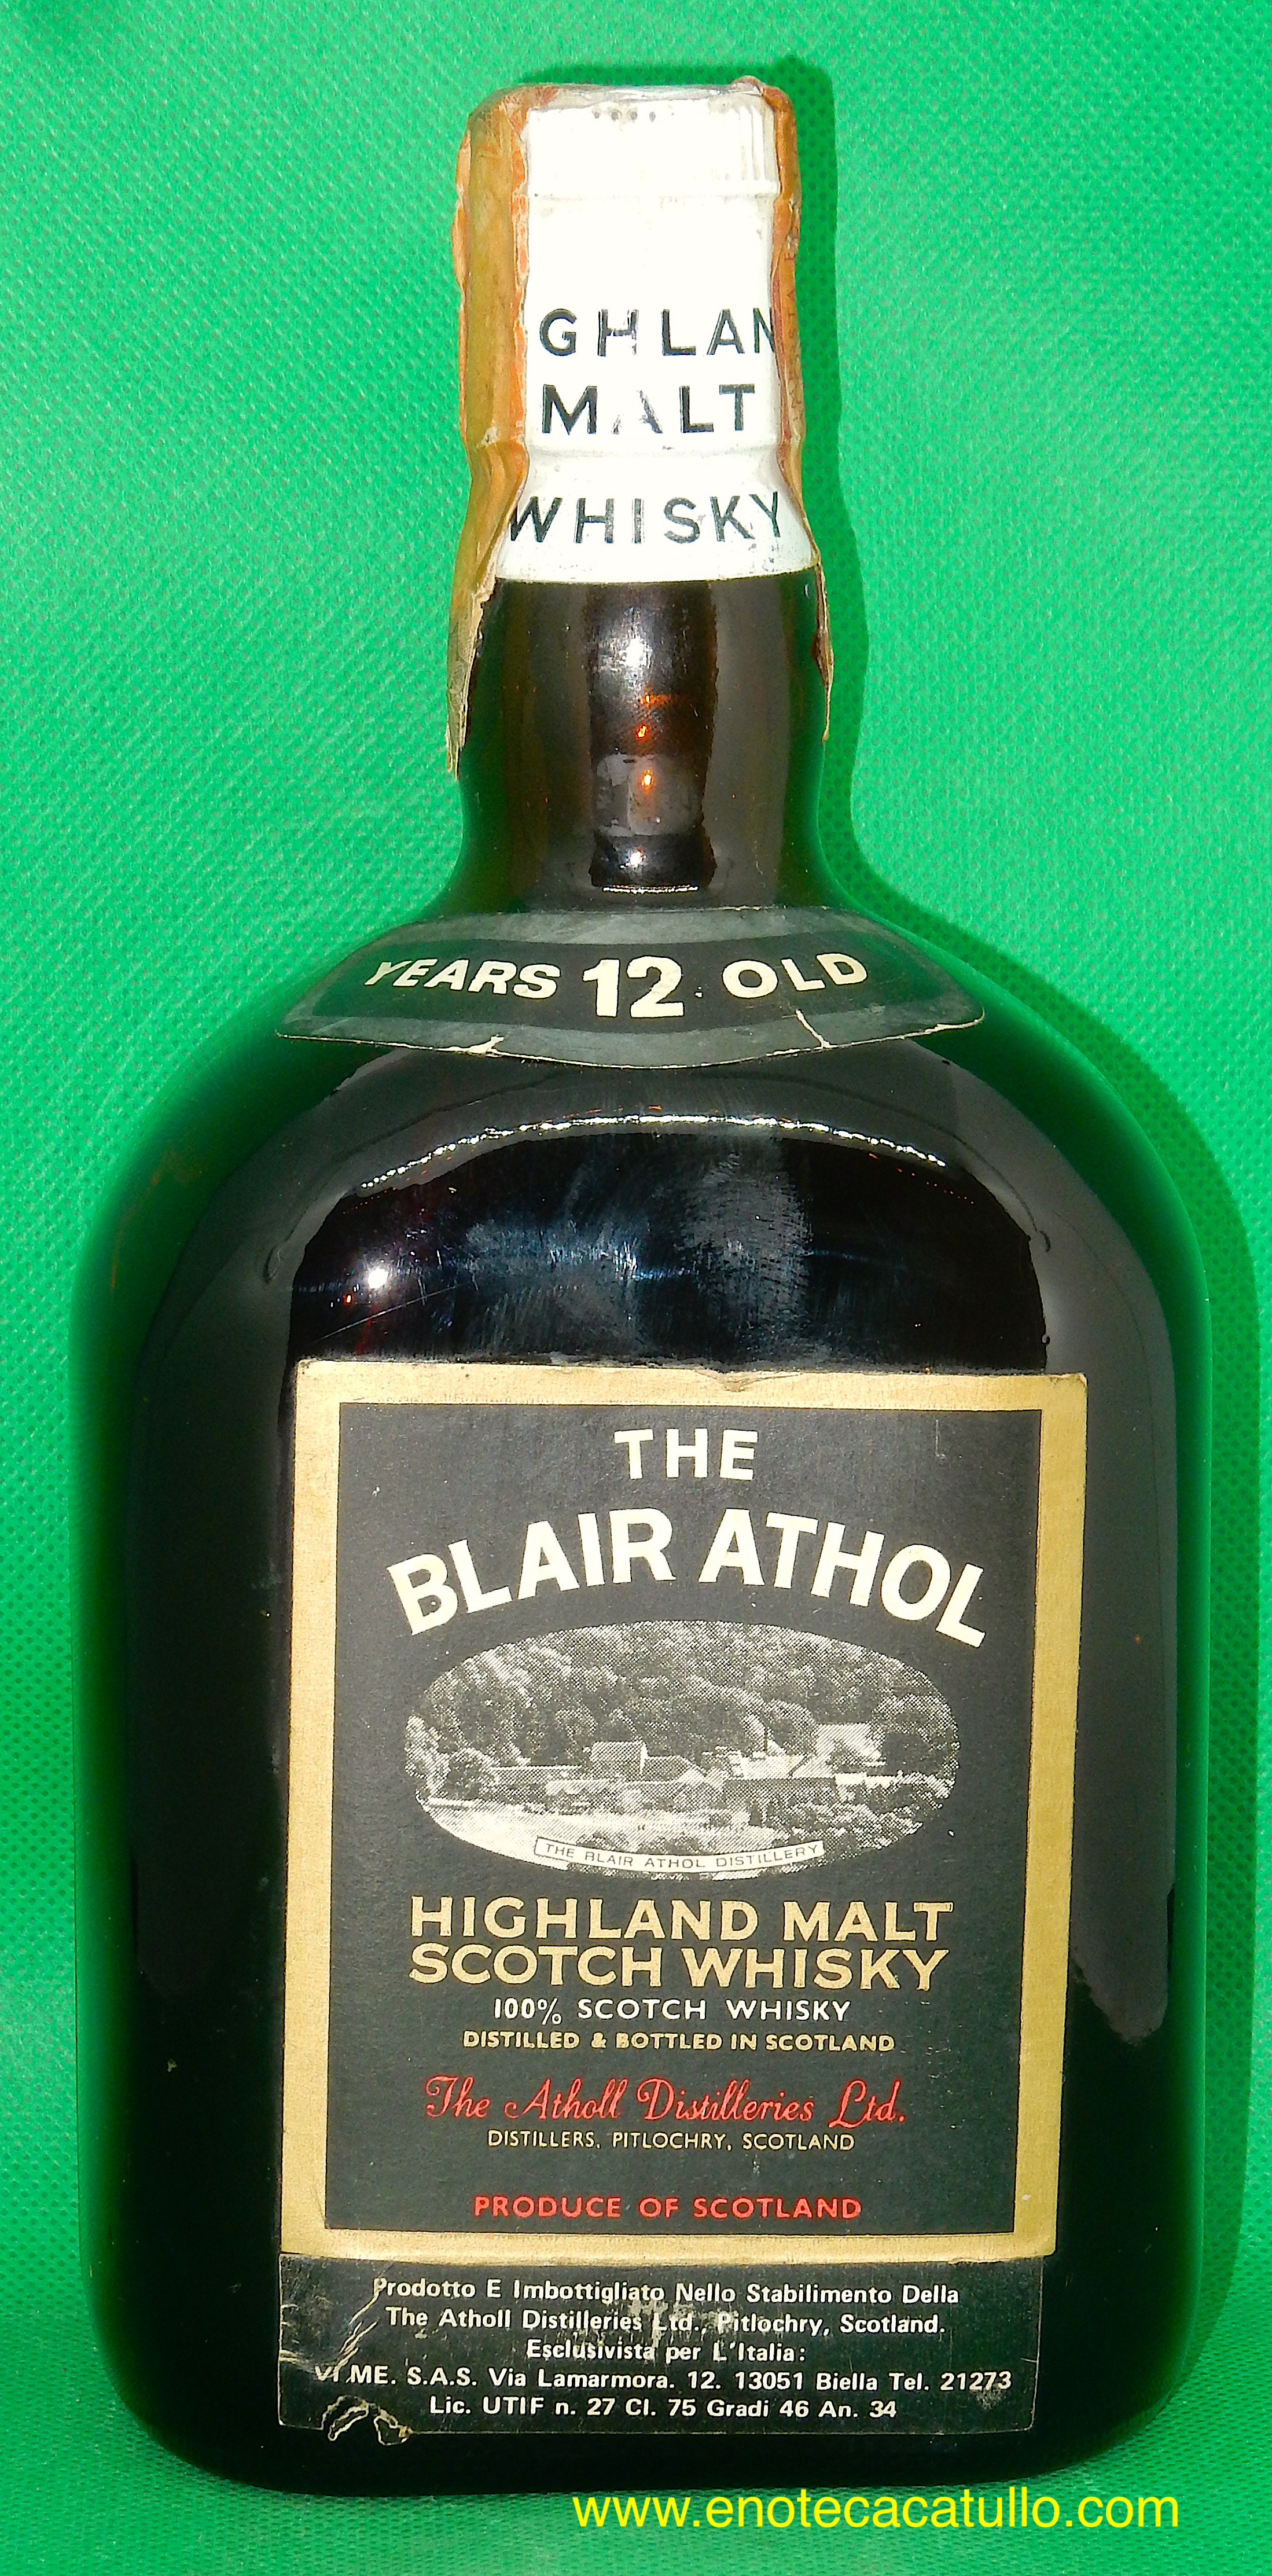 GHLAN
MALT
WHISKY
YEARS 12 OLD
THE
BLAIR ATHOL
THE BLAIR ATHOL DISTILLERY
HIGHLAND MALT
SCOTCH WHISKY
100% SCOTCH WHISKY
DISTILLED & BOTTLED IN SCOTLAND
The Atholl Distilleries Ltd.
DISTILLERS, PITLOCHRY, SCOTLAND
PRODUCE OF SCOTLAND
Prodotto E Imbottigliato Nello Stabilimento Della
The Atholl Distilleries Ltd., Pitlochry, Scotland.
Esclusivista per L'Italia:
S.A.S. Via Lamarmora. 12. 13051 Biella Tel. 21273
Lic. UTIF n. 27 Cl. 75 Gradi 46 An. 34
www.enotecacatullo.com